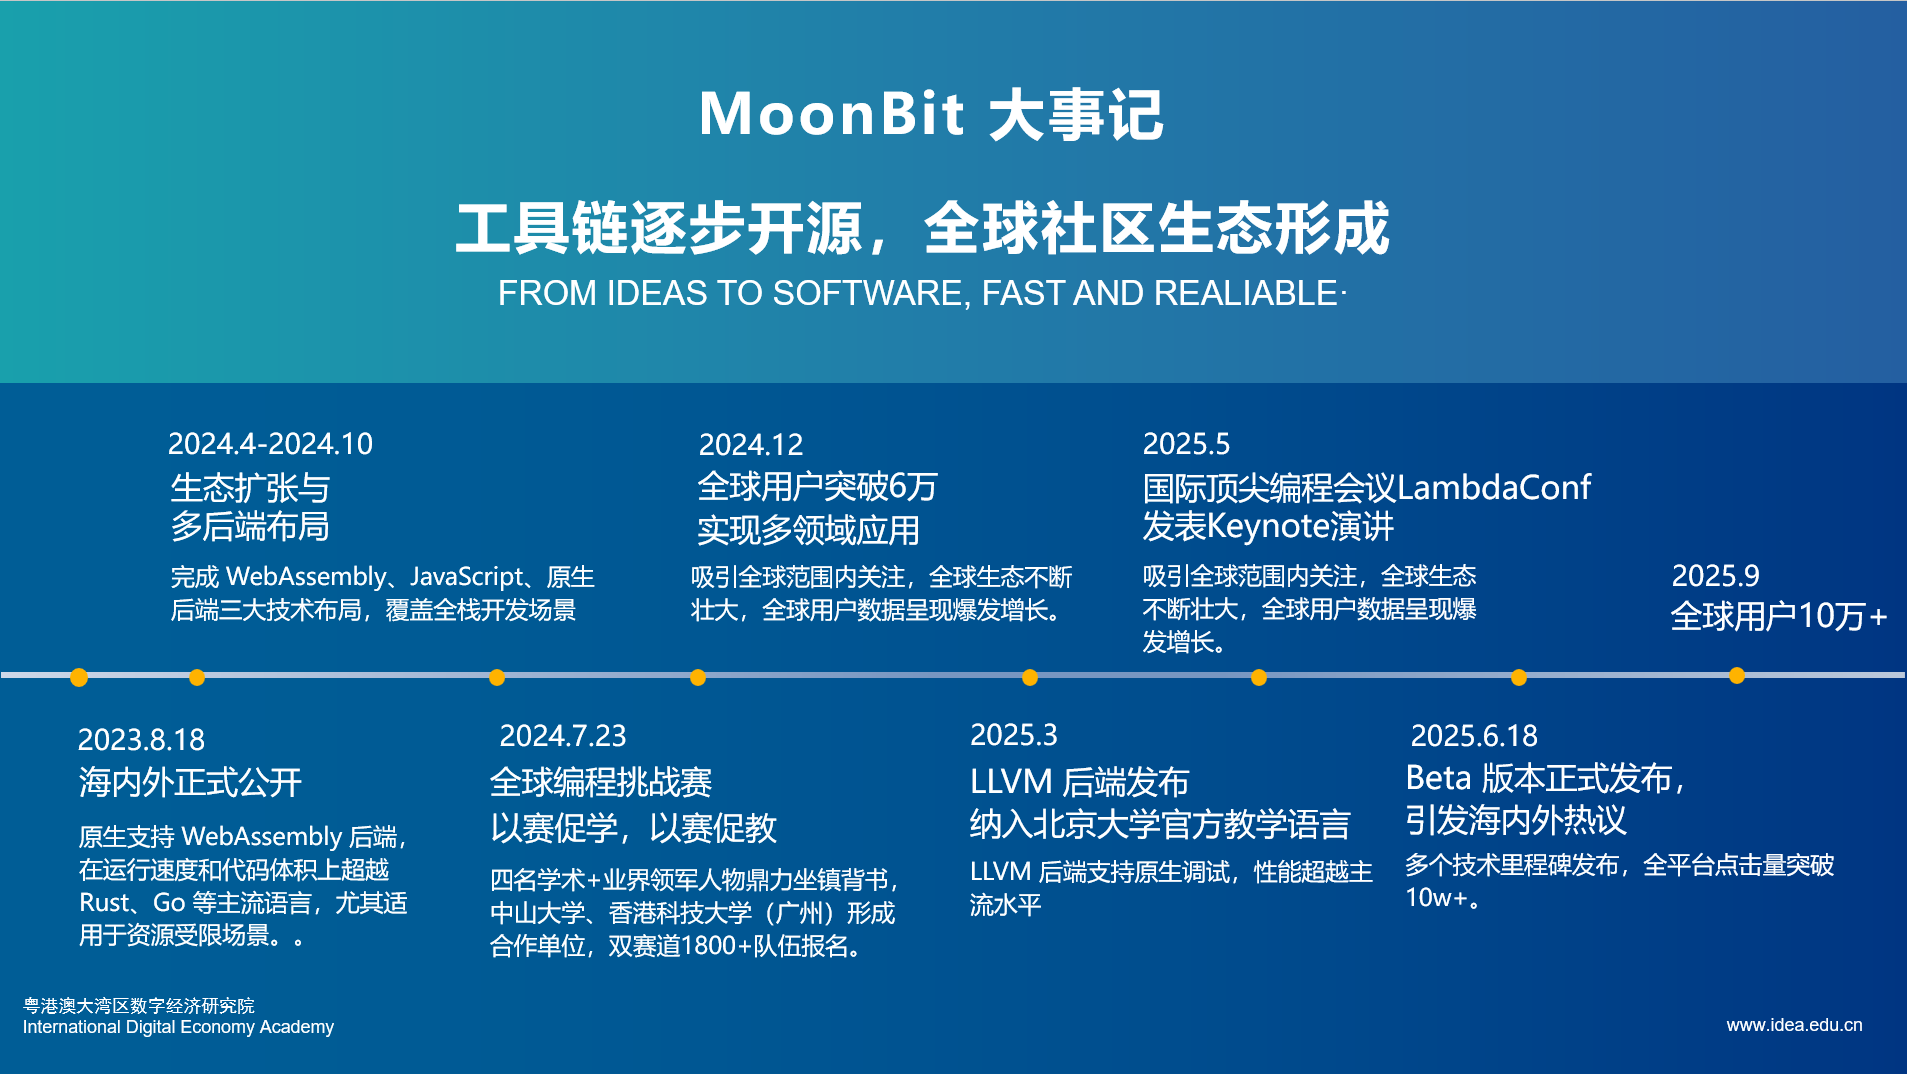 MoonBit 大事记
工具链逐步开源，全球社区生态形成
FROM IDEAS TO SOFTWARE, FAST AND REALIABLE·
2024.4-2024.10
生态扩张与
多后端布局
完成 WebAssembly、JavaScript、原生
后端三大技术布局，覆盖全栈开发场景
2024.12
全球用户突破6万
实现多领域应用
吸引全球范围内关注，全球生态不断
壮大，全球用户数据呈现爆发增长。
2025.5
国际顶尖编程会议LambdaConf
发表Keynote演讲
吸引全球范围内关注，全球生态
不断壮大，全球用户数据呈现爆
发增长。
2025.9
全球用户10万+
2023.8.18
海内外正式公开
原生支持 WebAssembly 后端，
在运行速度和代码体积上超越
Rust、Go 等主流语言，尤其适
用于资源受限场景。。
2024.7.23
全球编程挑战赛
以赛促学，以赛促教
四名学术+业界领军人物鼎力坐镇背书，
中山大学、香港科技大学（广州）形成
合作单位，双赛道1800+队伍报名。
2025.3
LLVM 后端发布
纳入北京大学官方教学语言
LLVM 后端支持原生调试，性能超越主
流水平
2025.6.18
Beta 版本正式发布，
引发海内外热议
多个技术里程碑发布，全平台点击量突破
10w+。
粤港澳大湾区数字经济研究院
International Digital Economy Academy
www.idea.edu.cn